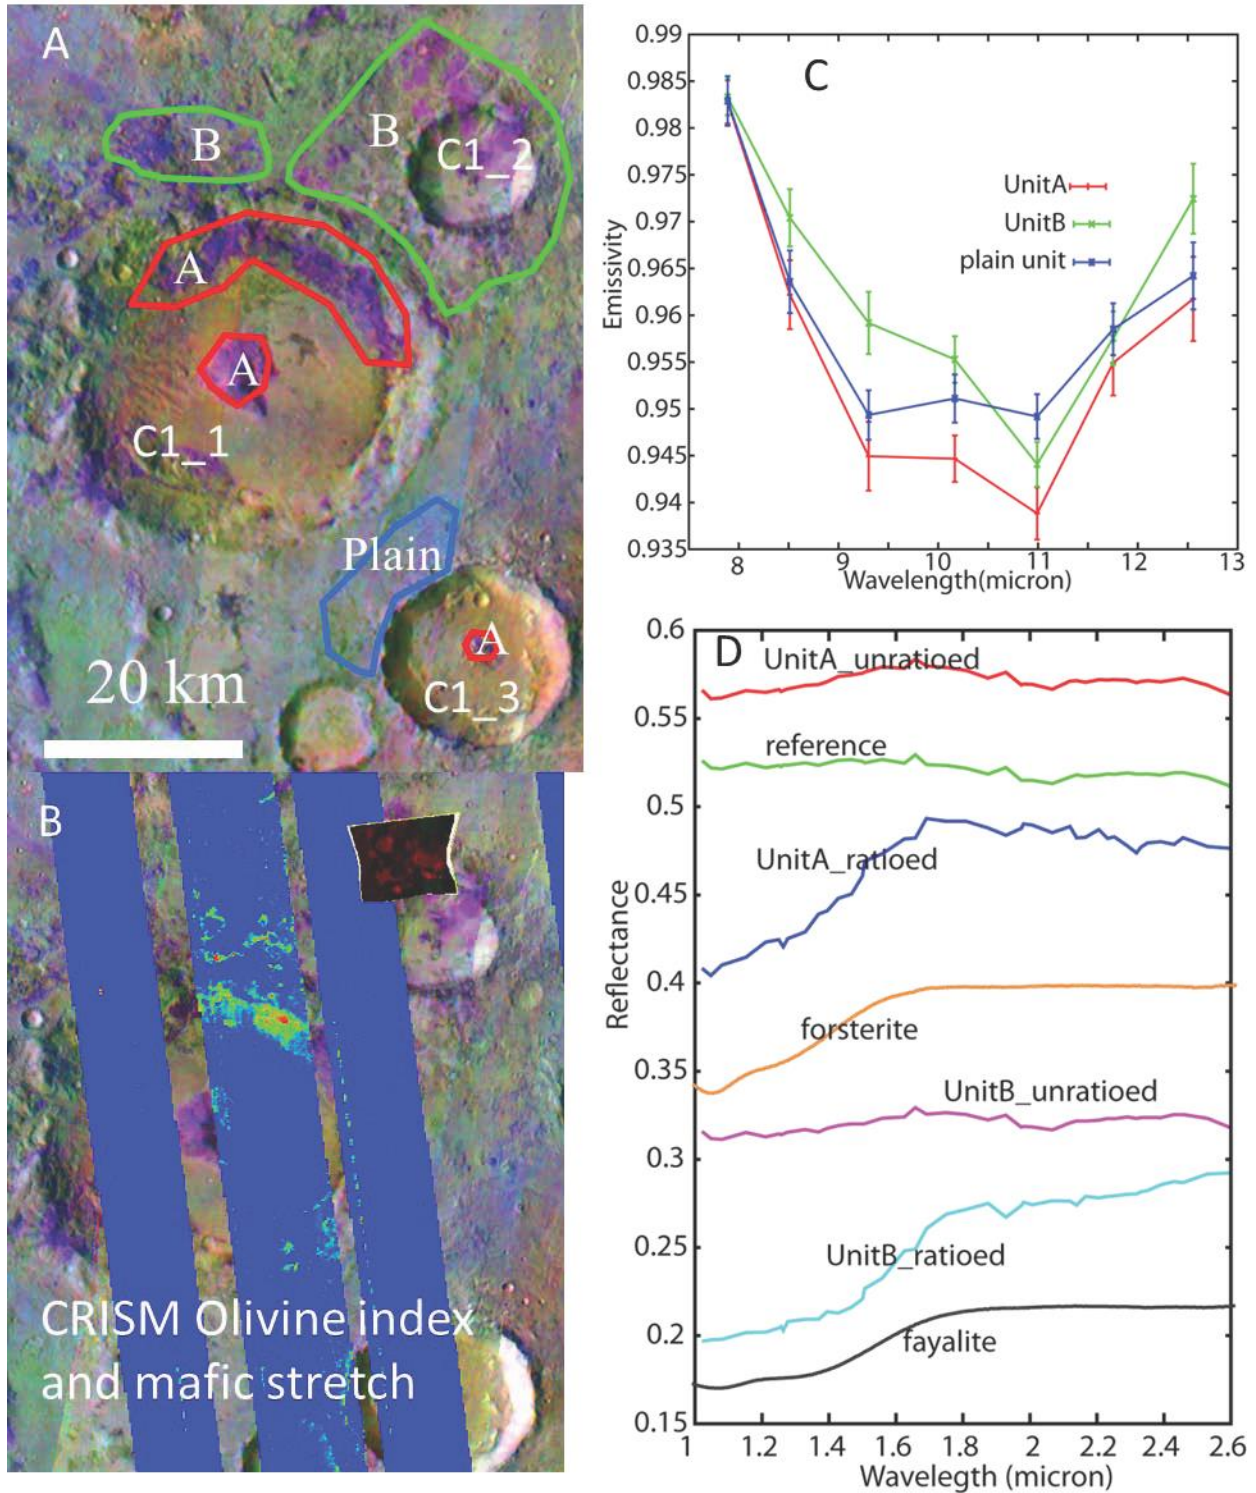 A
B
B
C1_2
A
A
C1_1
Plain
20 km
A
C1_3
B
CRISM Olivine index
and mafic stretch
C
0.99
0.985
0.98
0.975
0.97
0.965
0.96
0.955
0.95
0.945
0.94
0.935
Emissivity
UnitA
UnitB
plain unit
8 9 10 11 12 13
Wavelength(micron)
D
0.6
0.55
0.5
0.45
0.4
0.35
0.3
0.25
0.2
0.15
Reflectance
UnitA_unratioed
reference
UnitA_ratioed
forsterite
UnitB_unratioed
UnitB_ratioed
fayalite
1 1.2 1.4 1.6 1.8 2 2.2 2.4 2.6
Wavelegth (micron)